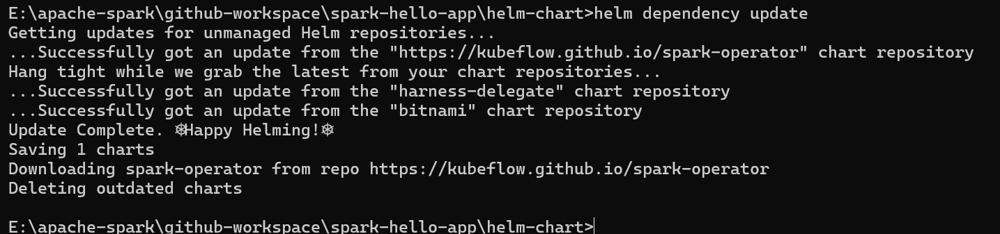 E:\apache-spark\github-workspace\spark-hello-app\helm-chart>helm dependency update
Getting updates for unmanaged Helm repositories...
...Successfully got an update from the "https://kubeflow.github.io/spark-operator" chart repository
Hang tight while we grab the latest from your chart repositories...
...Successfully got an update from the "harness-delegate" chart repository
...Successfully got an update from the "bitnami" chart repository
Update Complete. ⎈Happy Helming!⎈
Saving 1 charts
Downloading spark-operator from repo https://kubeflow.github.io/spark-operator
Deleting outdated charts
E:\apache-spark\github-workspace\spark-hello-app\helm-chart>